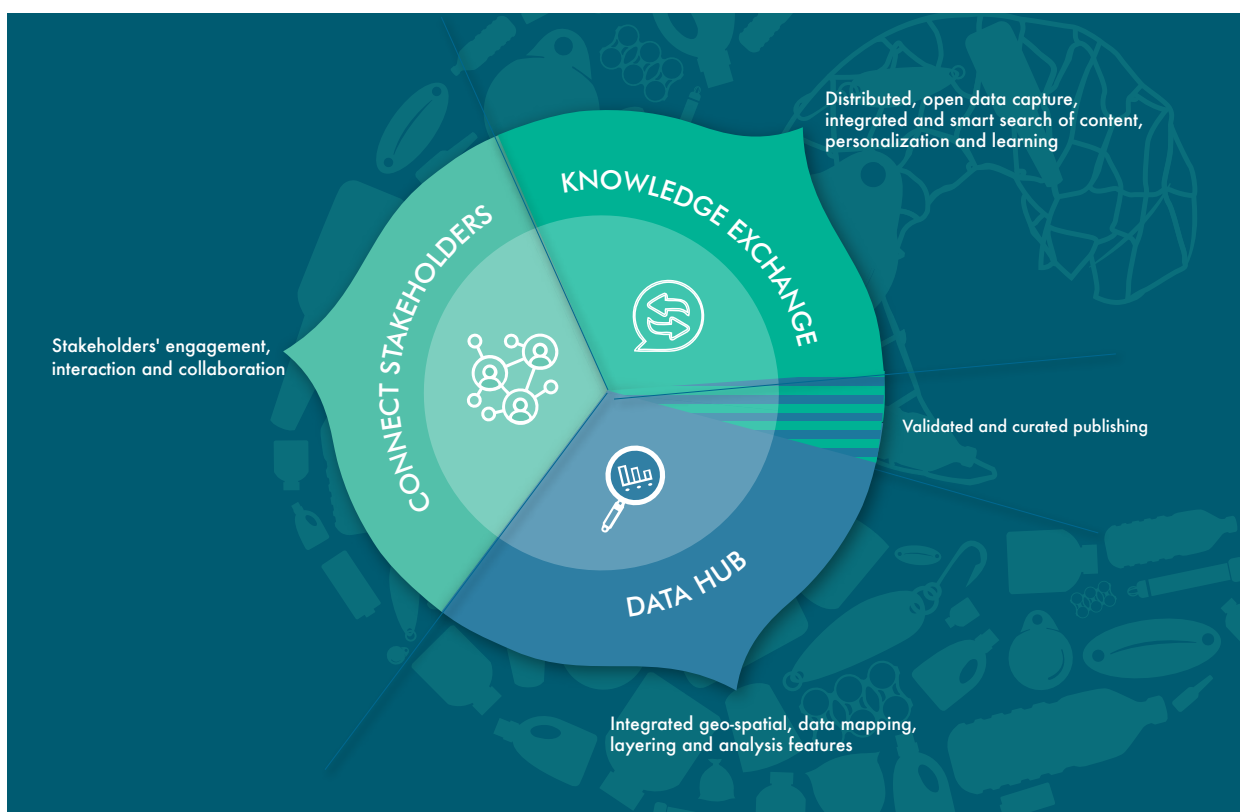 Distributed, open data capture,
integrated and smart search of content,
personalization and learning
KNOWLEDGE EXCHANGE
CONNECT STAKEHOLDERS
Stakeholders' engagement,
interaction and collaboration
Validated and curated publishing
DATA HUB
Integrated geo-spatial, data mapping,
layering and analysis features